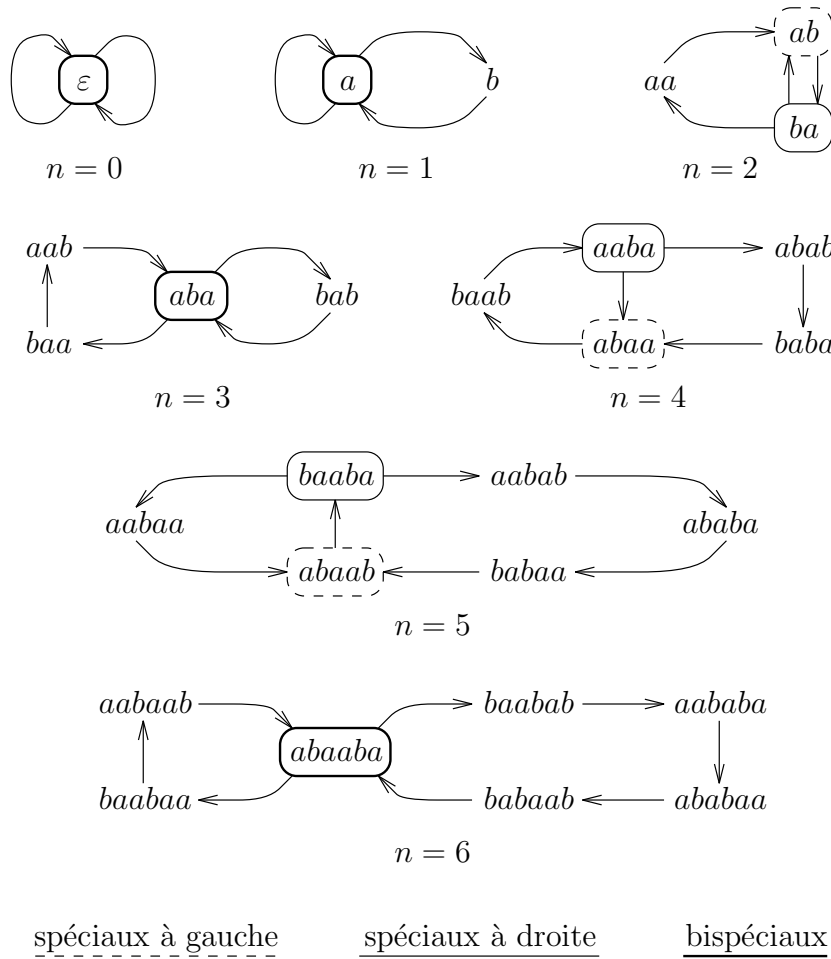 ε a b ab aa ba
n = 0 n = 1 n = 2
aab aba bab baa
aaba abab baab abaa baba
n = 3 n = 4
baaba aabab
aabaa ababa
abaab babaa
n = 5
aabaab baabab aababa
abaaba
baabaa babaab ababaa
n = 6
spéciaux à gauche spéciaux à droite bispéciaux